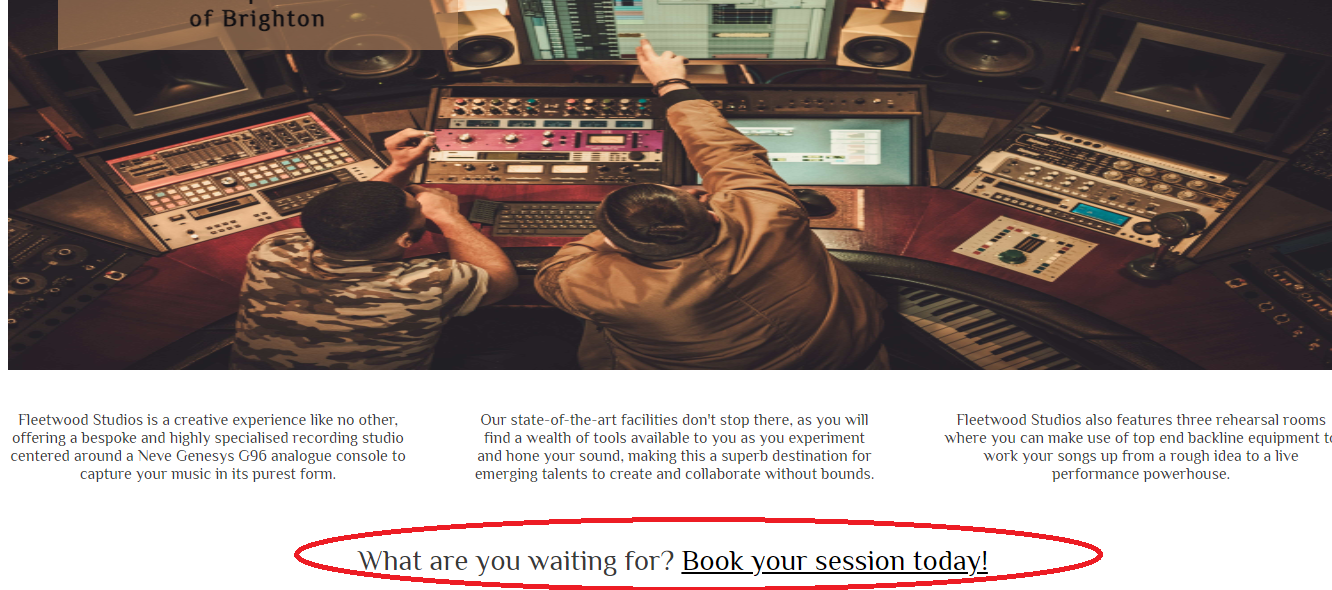 of Brighton
Fleetwood Studios is a creative experience like no other,
offering a bespoke and highly specialised recording studio
centered around a Neve Genesys G96 analogue console to
capture your music in its purest form.
Our state-of-the-art facilities don't stop there, as you will
find a wealth of tools available to you as you experiment
and hone your sound, making this a superb destination for
emerging talents to create and collaborate without bounds.
Fleetwood Studios also features three rehearsal rooms
where you can make use of top end backline equipment
work your songs up from a rough idea to a live
performance powerhouse.
What are you waiting for? Book your session today!